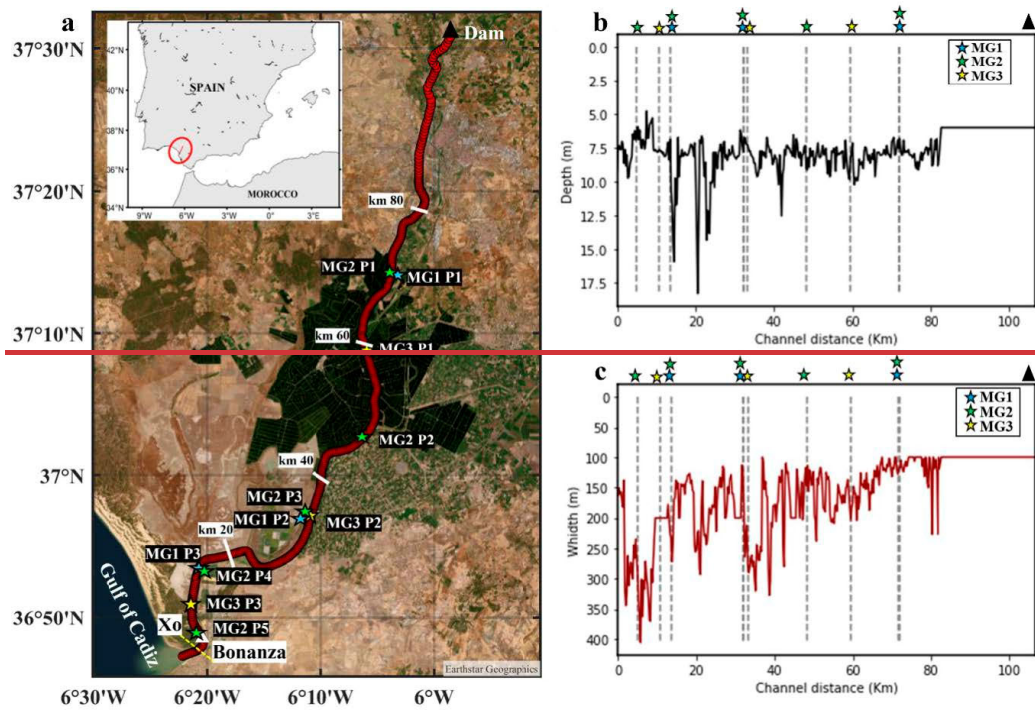 a
37°30'N
37°20'N
37°10'N
37°N
36°50'N
6°30'W
6°20'W
6°10'W
6°W
Dam
SPAIN
MOROCCO
42°N
40°N
38°N
36°N
34°N
9°W
6°W
3°W
0°W
3°E
km 80
MG2 P1
MG1 P1
km 60
MG3 P1
MG2 P2
km 40
MG2 P3
MG1 P2
MG3 P2
km 20
MG1 P3
MG2 P4
MG3 P3
MG2 P5
Xo
Bonanza
Gulf of Cadiz
Earthstar Geographics
b
MG1
MG2
MG3
Depth (m)
0.0
2.5
5.0
7.5
10.0
12.5
15.0
17.5
0
20
40
60
80
100
Channel distance (Km)
c
MG1
MG2
MG3
Whidth (m)
0
50
100
150
200
250
300
350
400
0
20
40
60
80
100
Channel distance (Km)